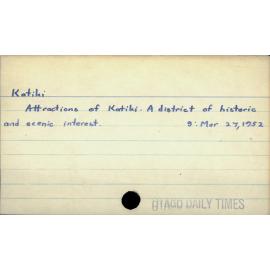 Katiki
Attractions of Katiki. A district of historic
and scenic interest. 9: Mar 27, 1952
OTAGO DAILY TIMES